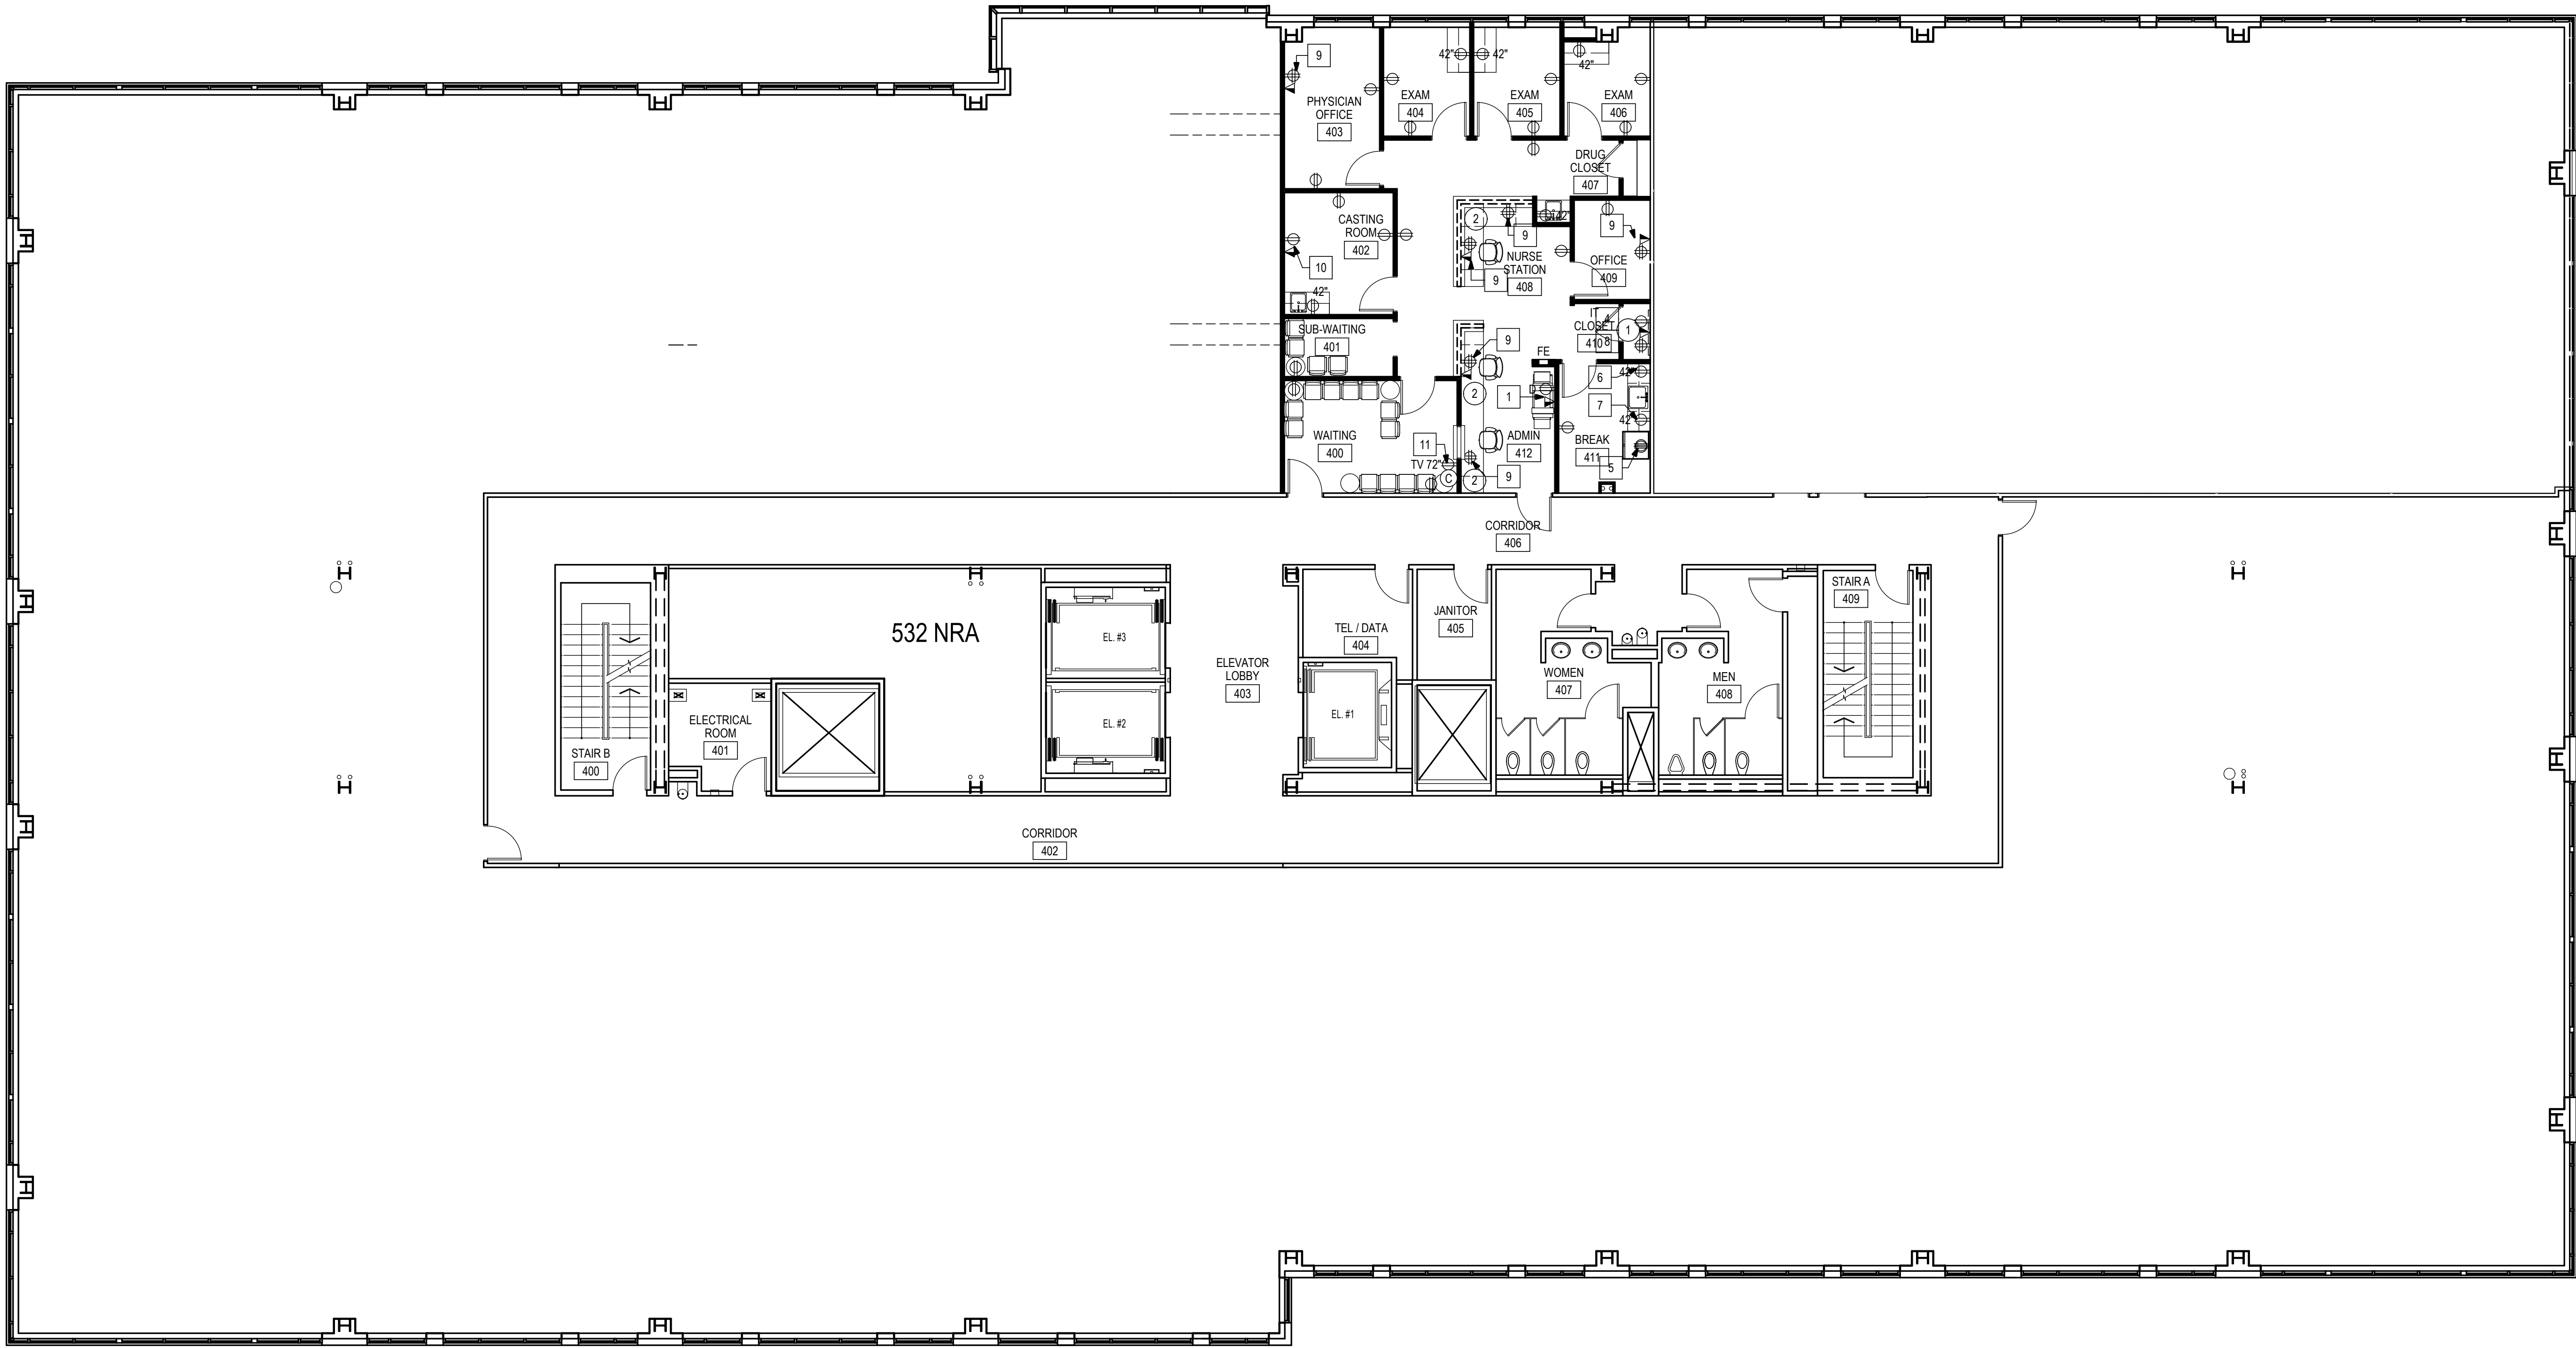 9
42"
42"
42"
PHYSICIAN
OFFICE
403
EXAM
404
EXAM
405
EXAM
406
DRUG
CLOSET
407
CASTING
ROOM
402
10
42"
2
9
42"
9
NURSE
STATION
408
9
OFFICE
409
SUB-WAITING
401
9
FE
IT
CLOSET
410
4
8
1
2
1
6
42"
7
42"
WAITING
400
11
TV 72"
C
ADMIN
412
2
9
BREAK
411
5
CORRIDOR
406
STAIR B
400
532 NRA
ELECTRICAL
ROOM
401
EL. #3
EL. #2
ELEVATOR
LOBBY
403
TEL / DATA
404
EL. #1
JANITOR
405
WOMEN
407
MEN
408
STAIR A
409
CORRIDOR
402